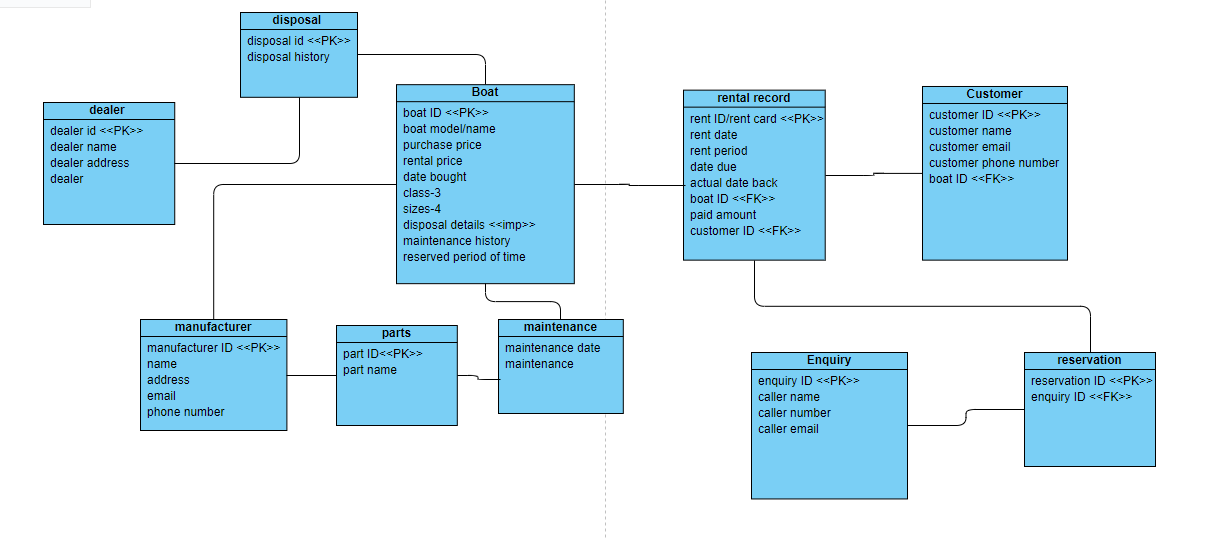 disposal
disposal id <<PK>>
disposal history
dealer
dealer id <<PK>>
dealer name
dealer address
dealer
Boat
boat ID <<PK>>
boat model/name
purchase price
rental price
date bought
class-3
sizes-4
disposal details <<imp>>
maintenance history
reserved period of time
rental record
rent ID/rent card <<PK>>
rent date
rent period
date due
actual date back
boat ID <<FK>>
paid amount
customer ID <<FK>>
Customer
customer ID <<PK>>
customer name
customer email
customer phone number
boat ID <<FK>>
manufacturer
manufacturer ID <<PK>>
name
address
email
phone number
parts
part ID<<PK>>
part name
maintenance
maintenance date
maintenance
Enquiry
enquiry ID <<PK>>
caller name
caller number
caller email
reservation
reservation ID <<PK>>
enquiry ID <<FK>>